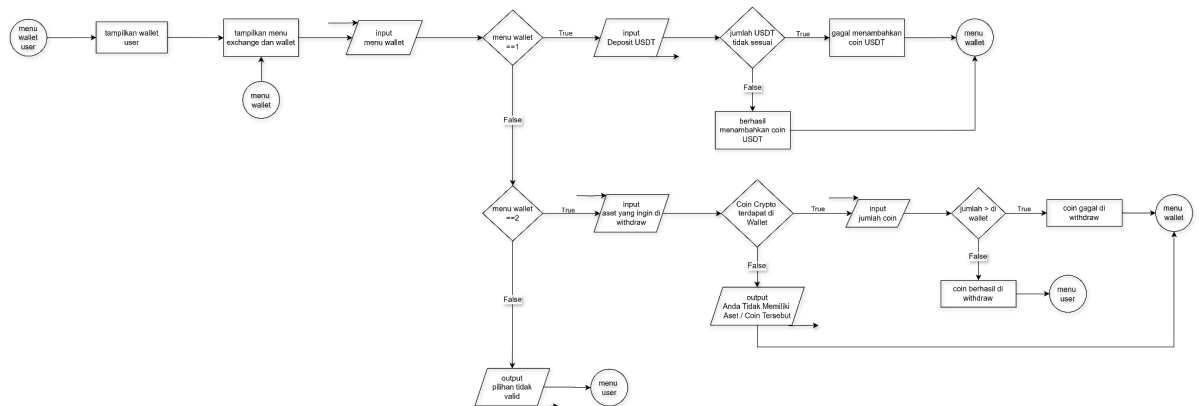 menu
wallet
user
tampilkan wallet
user
tampilkan menu
exchange dan wallet
input
menu wallet
menu wallet
==1
True
input
Deposit USDT
jumlah USDT
tidak sesuai
True
gagal menambahkan
coin USDT
menu
wallet
menu
wallet
False
False
berhasil
menambahkan coin
USDT
menu wallet
==2
True
input
aset yang ingin di
withdraw
Coin Crypto
terdapat di
Wallet
True
input
jumlah coin
jumlah > di
wallet
True
coin gagal di
withdraw
menu
wallet
False
False
coin berhasil di
withdraw
menu
user
False
output
Anda Tidak Memiliki
Aset / Coin Tersebut
output
pilihan tidak
valid
menu
user